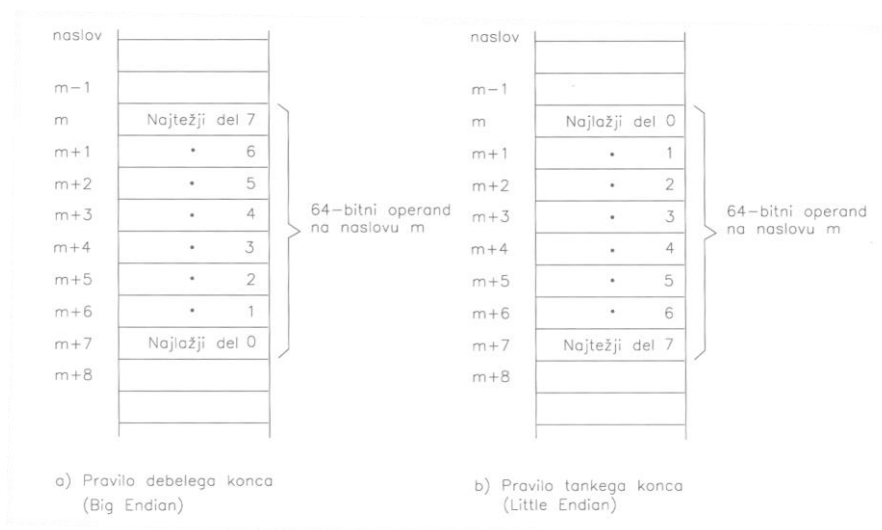 naslov
m-1
m Najtežji del 7
m+1 • 6
m+2 • 5
m+3 • 4
m+4 • 3
m+5 • 2
m+6 • 1
m+7 Najlažji del 0
m+8
64-bitni operand
na naslovu m
a) Pravilo debelega konca
(Big Endian)
naslov
m-1
m Najlažji del 0
m+1 • 1
m+2 • 2
m+3 • 3
m+4 • 4
m+5 • 5
m+6 • 6
m+7 Najtežji del 7
m+8
64-bitni operand
na naslovu m
b) Pravilo tankega konca
(Little Endian)